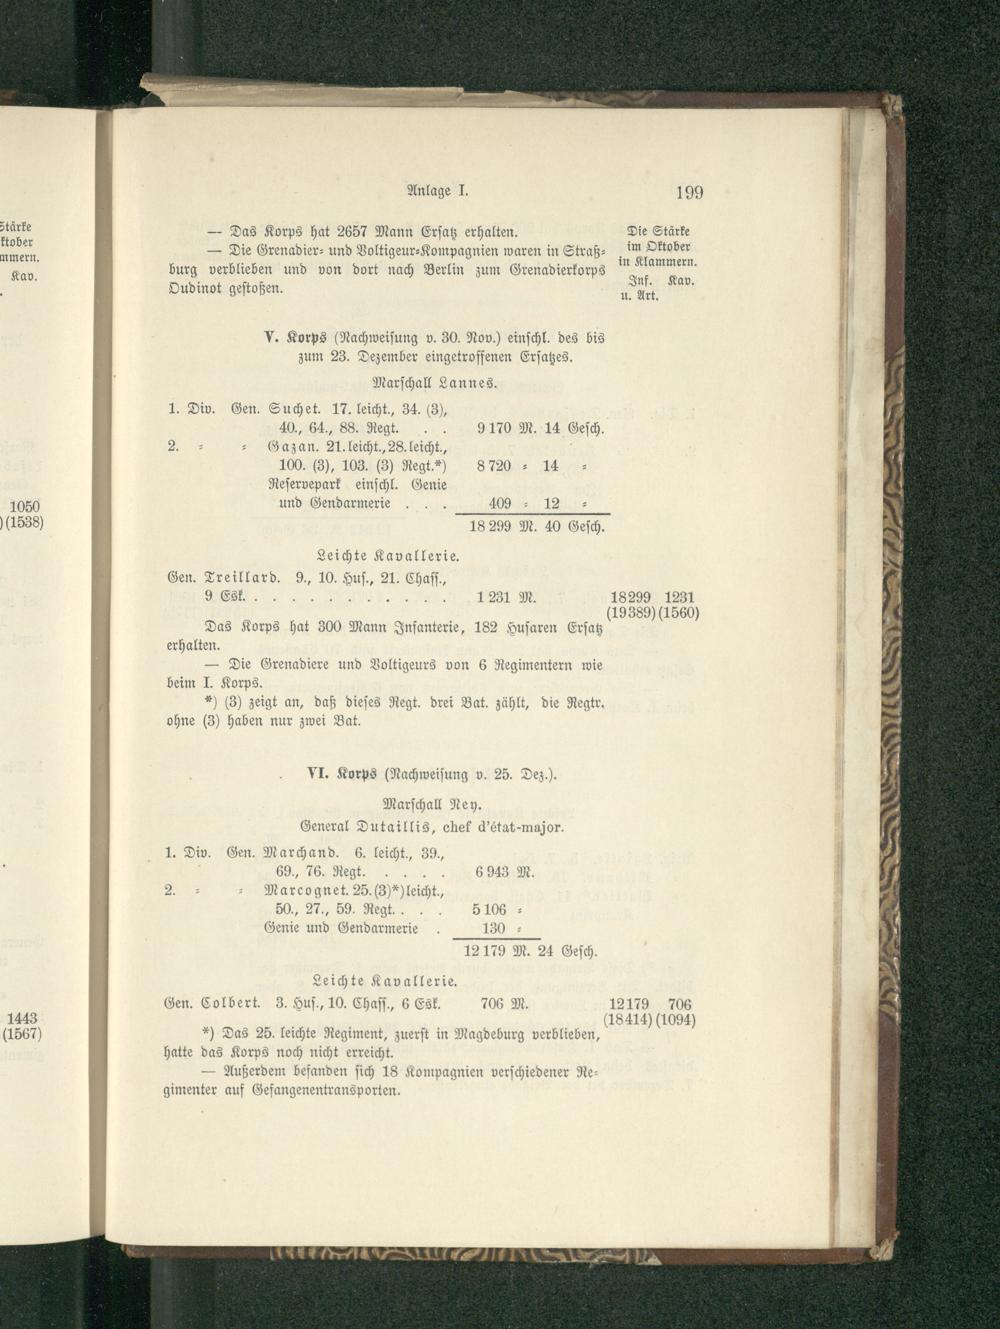 Stärke
ktober
mmern.
Kav.
1050
)(1538)
1443
(1567)
Anlage I.
199
— Das Korps hat 2657 Mann Ersatz erhalten.
— Die Grenadier- und Voltigeur-Kompagnien waren in Straß-
burg verblieben und von dort nach Berlin zum Grenadierkorps
Oudinot gestoßen.
Die Stärke
im Oktober
in Klammern.
Inf. Kav.
u. Art.
V. Korps (Nachweisung v. 30. Nov.) einschl. des bis
zum 23. Dezember eingetroffenen Ersatzes.
Marschall Lannes.
1. Div. Gen. Suchet. 17. leicht., 34. (3),
40., 64., 88. Regt. . . 9 170 M. 14 Gesch.
2. = = Gazan. 21. leicht., 28. leicht.,
100. (3), 103. (3) Regt.*) 8 720 = 14 =
Reservepark einschl. Genie
und Gendarmerie . . . 409 = 12 =
18 299 M. 40 Gesch.
Leichte Kavallerie.
Gen. Treillard. 9., 10. Hus., 21. Chass.,
9 Esk. . . . . . . . . . . . 1 231 M. 18299 1231
(19389) (1560)
Das Korps hat 300 Mann Infanterie, 182 Husaren Ersatz
erhalten.
— Die Grenadiere und Voltigeurs von 6 Regimentern wie
beim I. Korps.
*) (3) zeigt an, daß dieses Regt. drei Bat. zählt, die Regtr.
ohne (3) haben nur zwei Bat.
VI. Korps (Nachweisung v. 25. Dez.).
Marschall Ney.
General Dutaillis, chef d'état-major.
1. Div. Gen. Marchand. 6. leicht., 39.,
69., 76. Regt. . . . . 6 943 M.
2. = = Marcognet. 25. (3)*) leicht.,
50., 27., 59. Regt. . . . 5 106 =
Genie und Gendarmerie . 130 =
12 179 M. 24 Gesch.
Leichte Kavallerie.
Gen. Colbert. 3. Hus., 10. Chass., 6 Esk. 706 M. 12179 706
(18414) (1094)
*) Das 25. leichte Regiment, zuerst in Magdeburg verblieben,
hatte das Korps noch nicht erreicht.
— Außerdem befanden sich 18 Kompagnien verschiedener Re-
gimenter auf Gefangenentransporten.